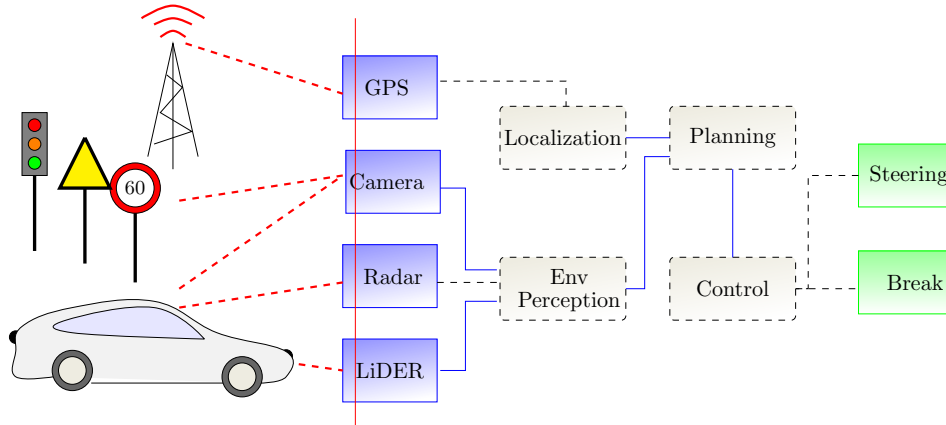 GPS
Localization
Planning
60
Camera
Steering
Radar
Env
Perception
Control
Break
LiDER